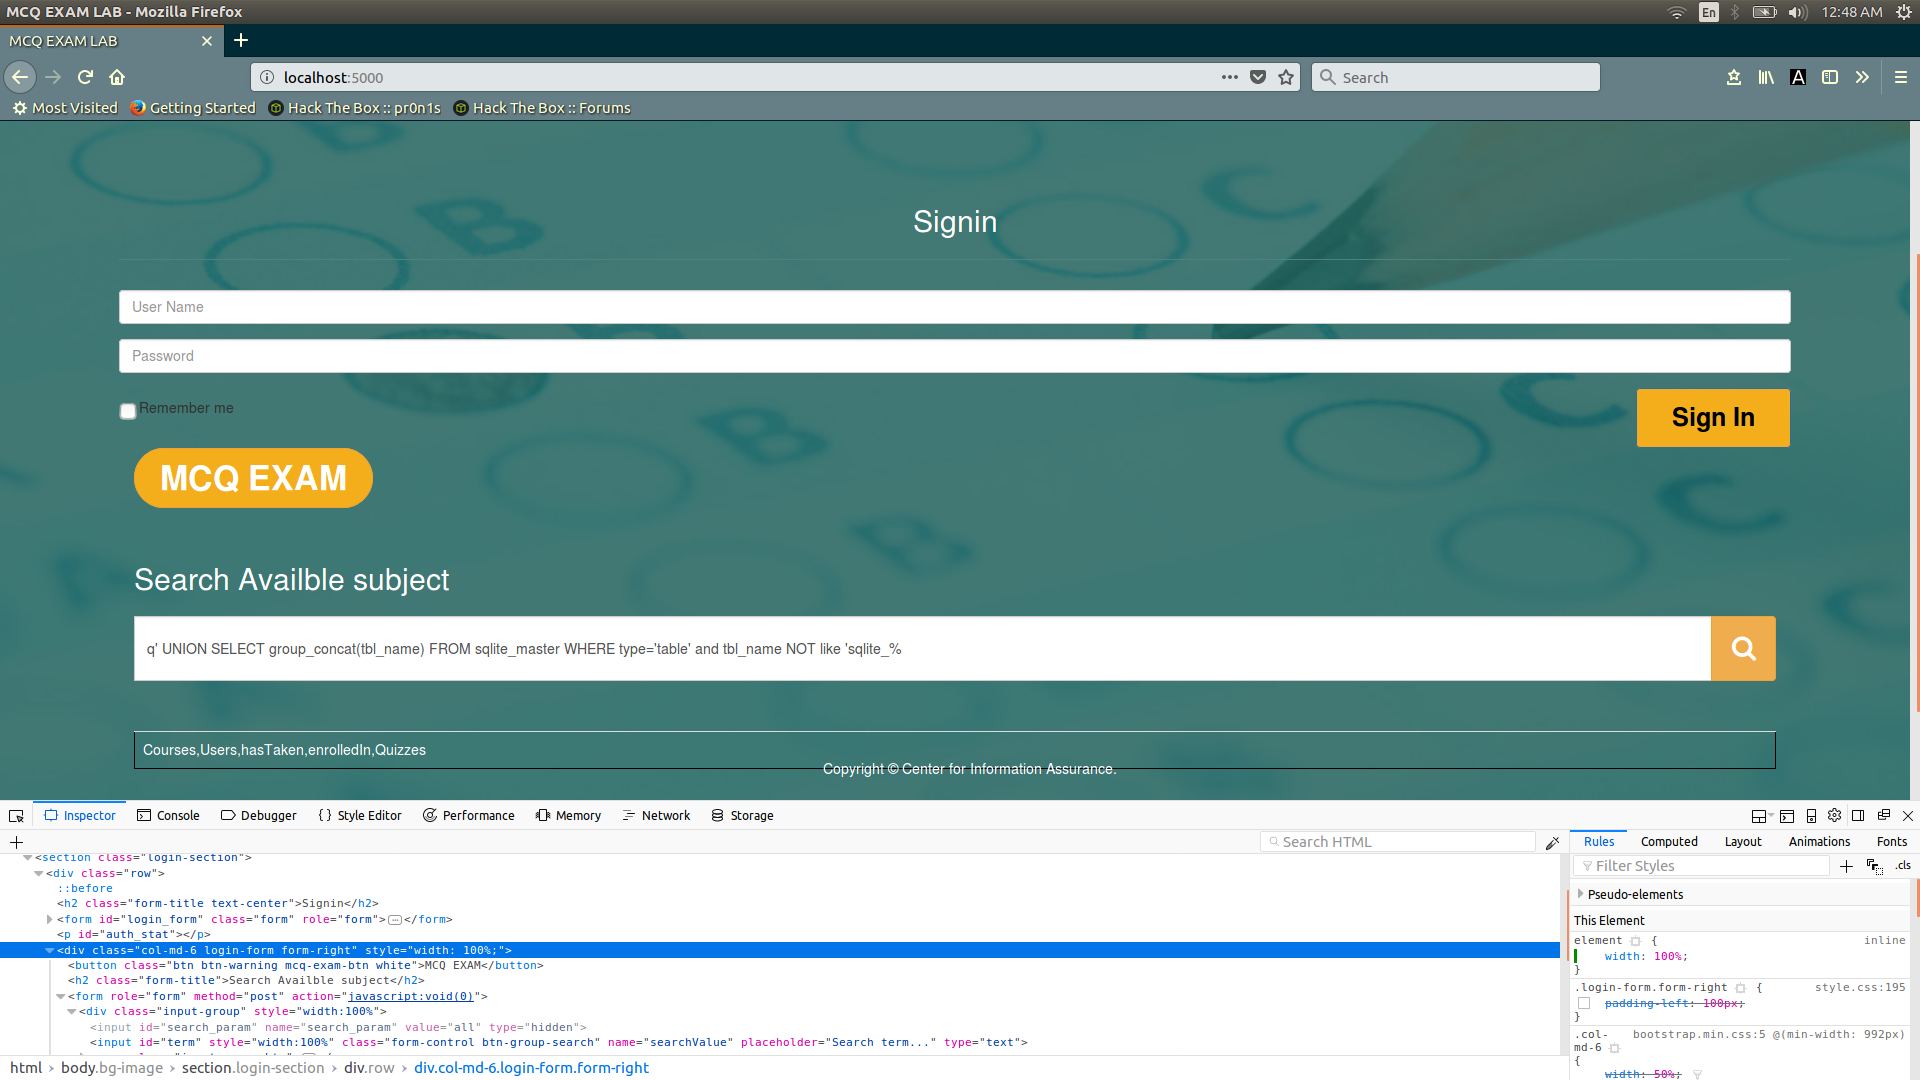 MCQ EXAM LAB - Mozilla Firefox
En
12:48 AM
MCQ EXAM LAB
localhost:5000
Search
Most Visited
Getting Started
Hack The Box :: pr0n1s
Hack The Box :: Forums
Signin
User Name
Password
Remember me
Sign In
MCQ EXAM
Search Availble subject
q' UNION SELECT group_concat(tbl_name) FROM sqlite_master WHERE type='table' and tbl_name NOT like 'sqlite_%
Courses,Users,hasTaken,enrolledIn,Quizzes
Copyright © Center for Information Assurance.
Inspector
Console
Debugger
{} Style Editor
Performance
Memory
Network
Storage
Search HTML
Rules
Computed
Layout
Animations
Fonts
Filter Styles
.cls
<section class="login-section">
<div class="row">
::before
<h2 class="form-title text-center">Signin</h2>
<form id="login_form" class="form" role="form"></form>
<p id="auth_stat"></p>
<div class="col-md-6 login-form form-right" style="width: 100%;">
<button class="btn btn-warning mcq-exam-btn white">MCQ EXAM</button>
<h2 class="form-title">Search Availble subject</h2>
<form role="form" method="post" action="javascript:void(0)">
<div class="input-group" style="width:100%">
<input id="search_param" name="search_param" value="all" type="hidden">
<input id="term" style="width:100%" class="form-control btn-group-search" name="searchValue" placeholder="Search term..." type="text">
Pseudo-elements
This Element
element {
inline
width: 100%;
}
.login-form.form-right {
style.css:195
padding-left: 100px;
}
.col-md-6
bootstrap.min.css:5 @(min-width: 992px)
{
width: 50%;
html › body.bg-image › section.login-section › div.row › div.col-md-6.login-form.form-right